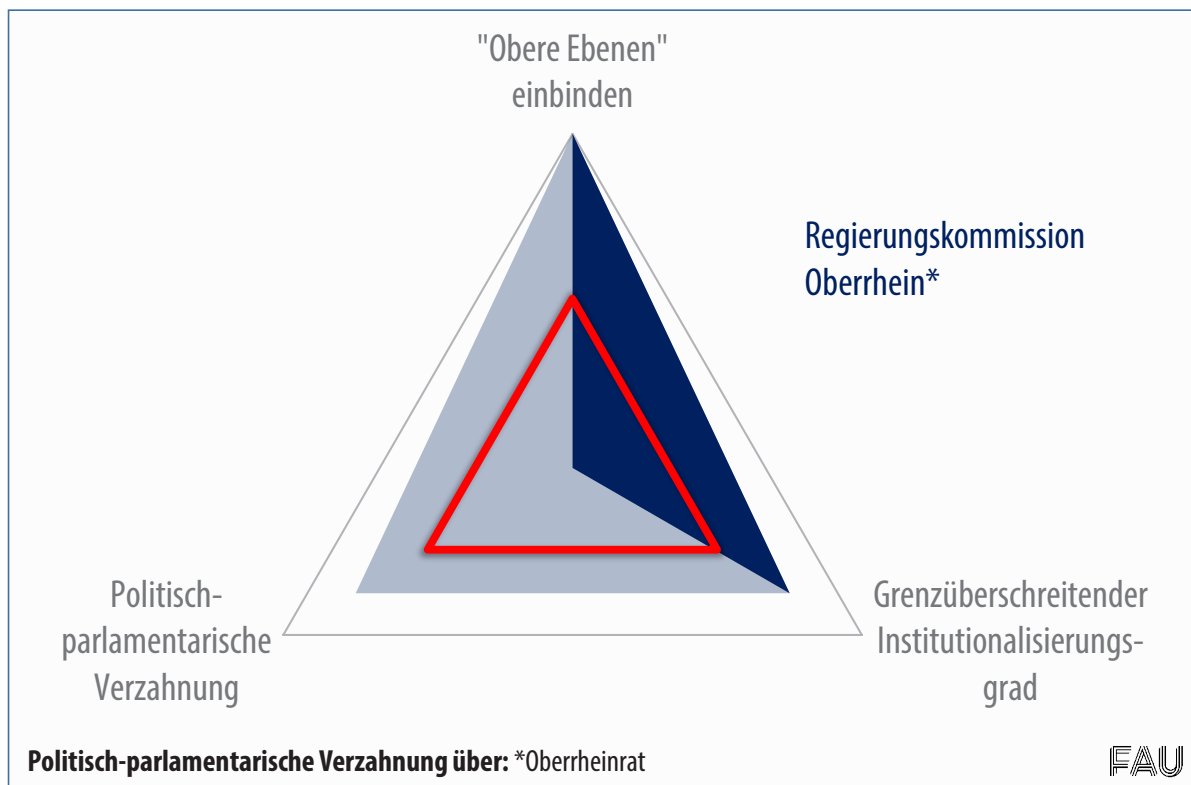 "Obere Ebenen"
einbinden
Regierungskommission
Oberrhein*
Politisch-
parlamentarische
Verzahnung
Grenzüberschreitender
Institutionalisierungs-
grad
Politisch-parlamentarische Verzahnung über: *Oberrheinrat
FAU